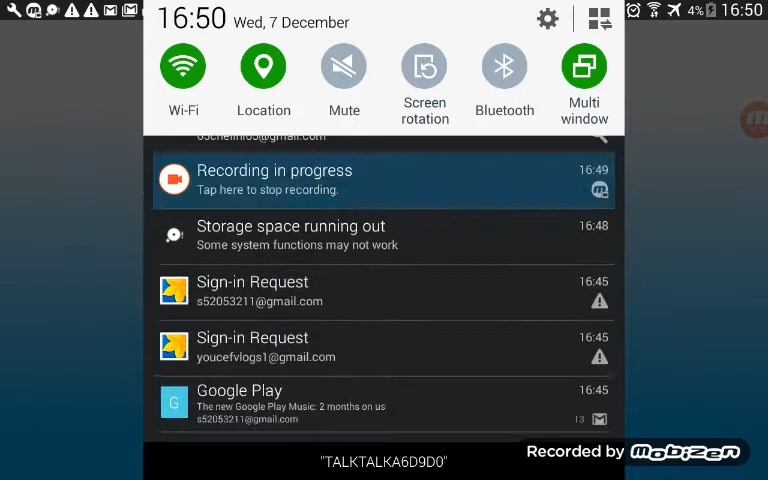 4% 16:50
16:50 Wed, 7 December
Wi-Fi
Location
Mute
Screen
rotation
Bluetooth
Multi
window
Recording in progress 16:49
Tap here to stop recording.
Storage space running out 16:48
Some system functions may not work
Sign-in Request 16:45
s52053211@gmail.com
Sign-in Request 16:45
youcefvlogs1@gmail.com
G
Google Play 16:45
The new Google Play Music: 2 months on us
s52053211@gmail.com 13
Recorded by mobizen
"TALKTALKA6D9D0"